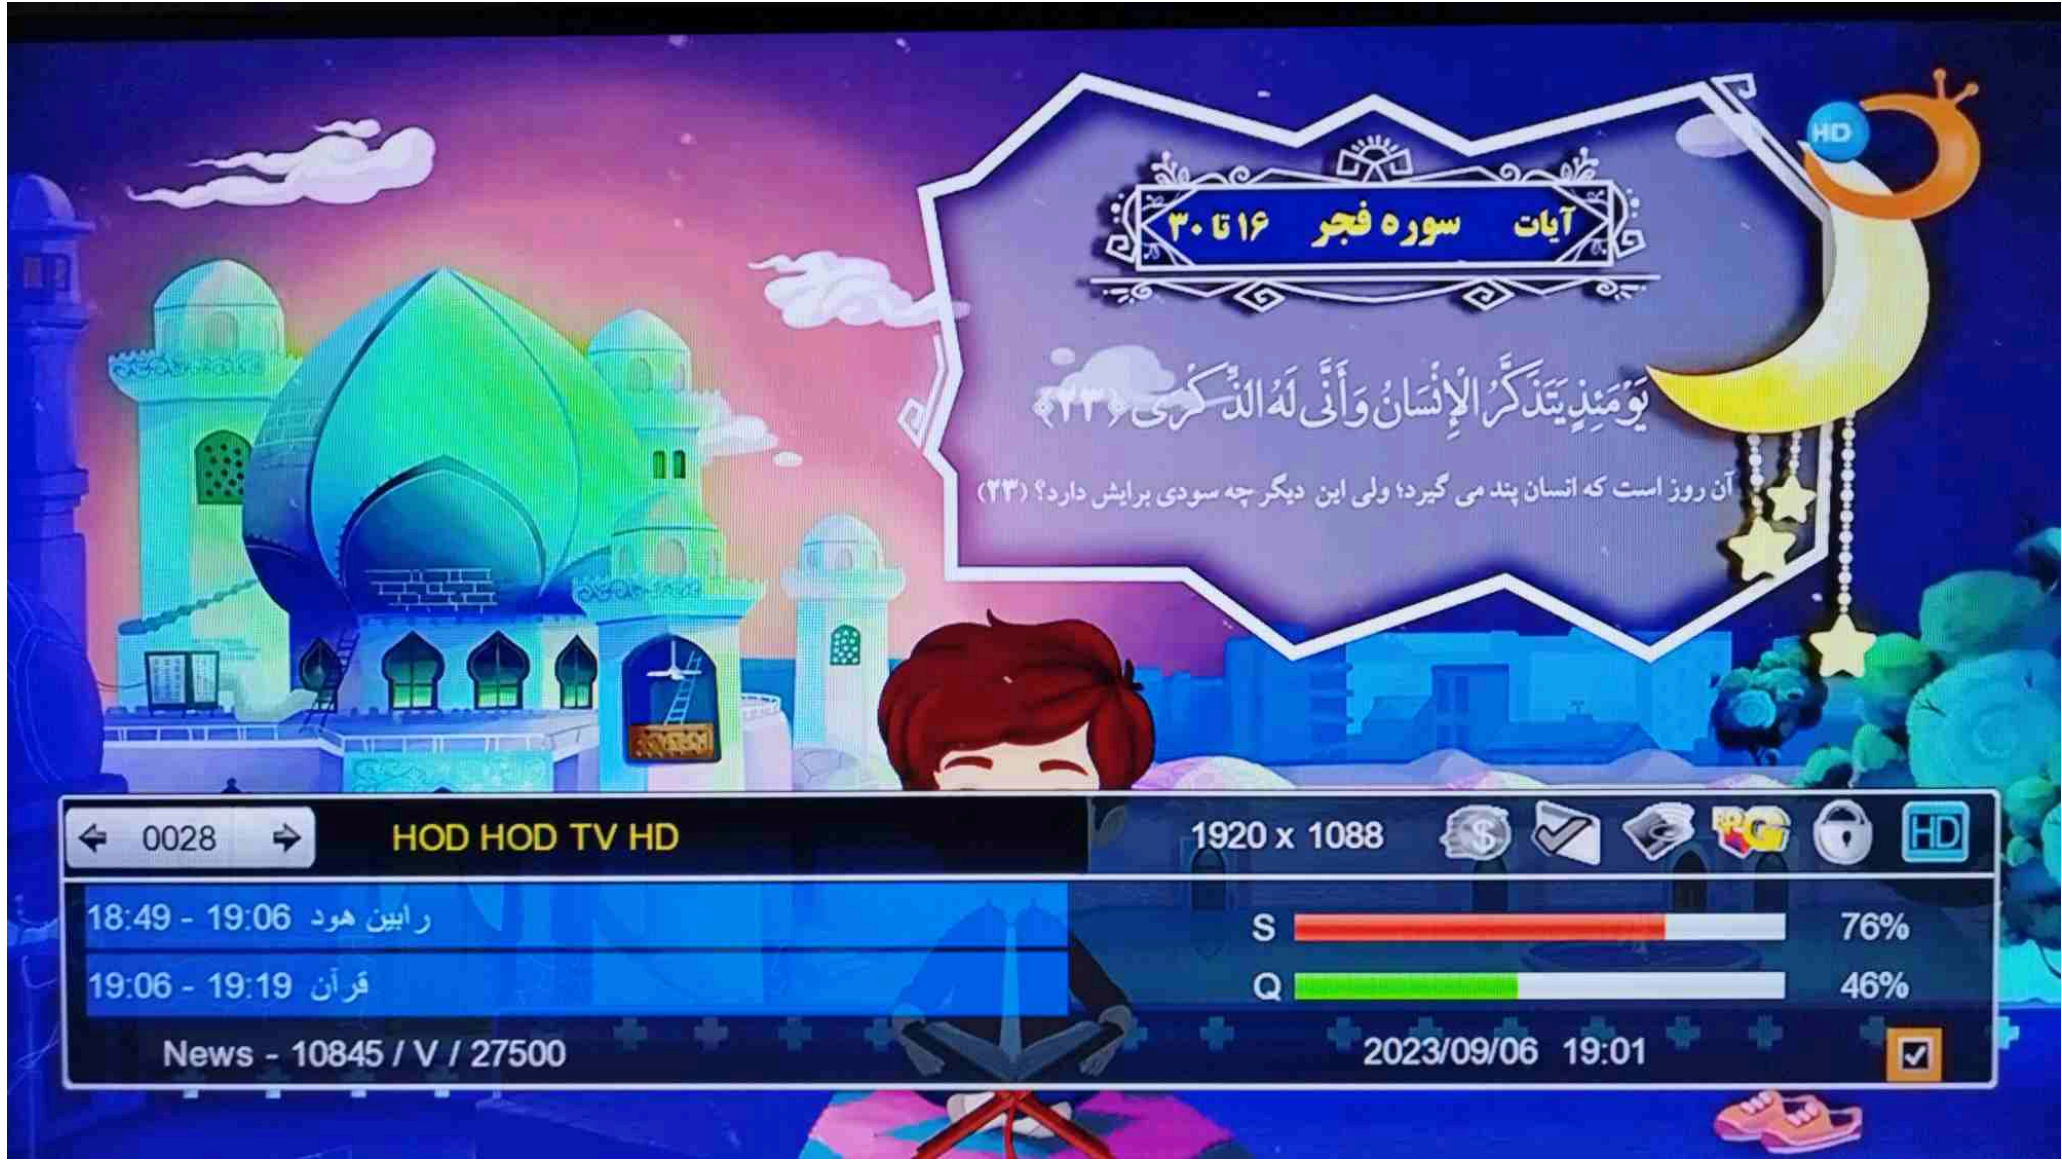 HD
آیات سوره فجر ۱۶ تا ۳۰
يَوْمَئِذٍ يَتَذَكَّرُ الْإِنْسَانُ وَأَنَّى لَهُ الذِّكْرَى ﴿۲۳﴾
آن روز است که انسان پند می گیرد؛ ولی این دیگر چه سودی برایش دارد؟ (۲۳)
0028 HOD HOD TV HD 1920 x 1088 HD
18:49 - 19:06 رابین هود
S 76%
19:06 - 19:19 قرآن
Q 46%
News - 10845 / V / 27500
2023/09/06 19:01